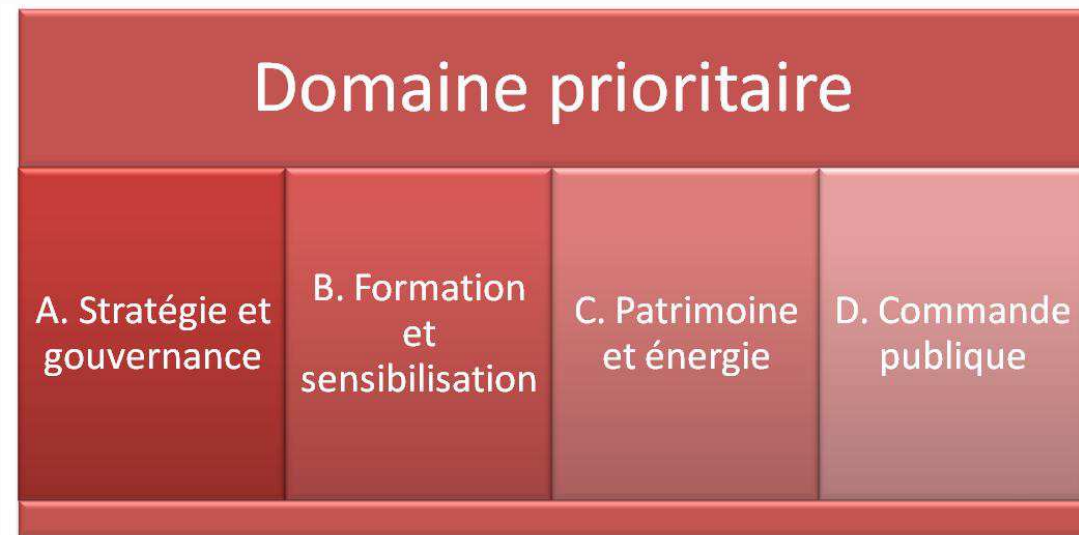 Domaine prioritaire
A. Stratégie et
gouvernance
B. Formation
et
sensibilisation
C. Patrimoine
et énergie
D. Commande
publique